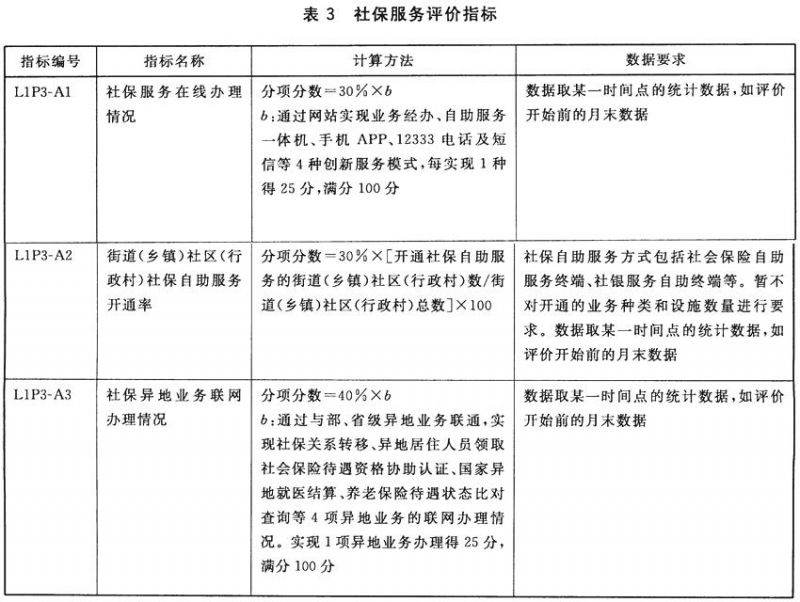 表 3 社保服务评价指标
指标编号
指标名称
计算方法
数据要求
L1P3-A1
社保服务在线办理
情况
分项分数=30%×b
b:通过网站实现业务经办、自助服务
一体机、手机 APP、12333 电话及短
信等 4 种创新服务模式,每实现 1 种
得 25 分,满分 100 分
数据取某一时间点的统计数据,如评价
开始前的月末数据
L1P3-A2
街道(乡镇)社区(行
政村)社保自助服务
开通率
分项分数=30%×[开通社保自助服
务的街道(乡镇)社区(行政村)数/街
道(乡镇)社区(行政村)总数]×100
社保自助服务方式包括社会保险自助
服务终端、社银服务自助终端等。暂不
对开通的业务种类和设施数量进行要
求。数据取某一时间点的统计数据,如
评价开始前的月末数据
L1P3-A3
社保异地业务联网
办理情况
分项分数=40%×b
b:通过与部、省级异地业务联通,实
现社保关系转移、异地居住人员领取
社会保险待遇资格协助认证、国家异
地就医结算、养老保险待遇状态比对
查询等 4 项异地业务的联网办理情
况。实现 1 项异地业务办理得 25 分,
满分 100 分
数据取某一时间点的统计数据,如评价
开始前的月末数据